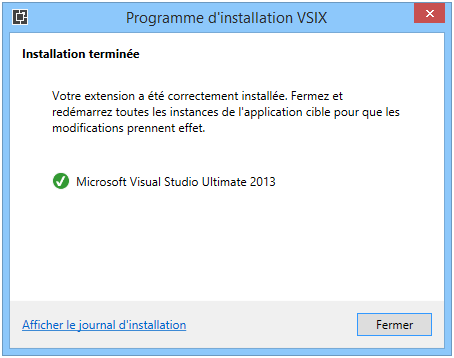 Programme d'installation VSIX
Installation terminée
Votre extension a été correctement installée. Fermez et
redémarrez toutes les instances de l'application cible pour que les
modifications prennent effet.
Microsoft Visual Studio Ultimate 2013
Afficher le journal d'installation
Fermer